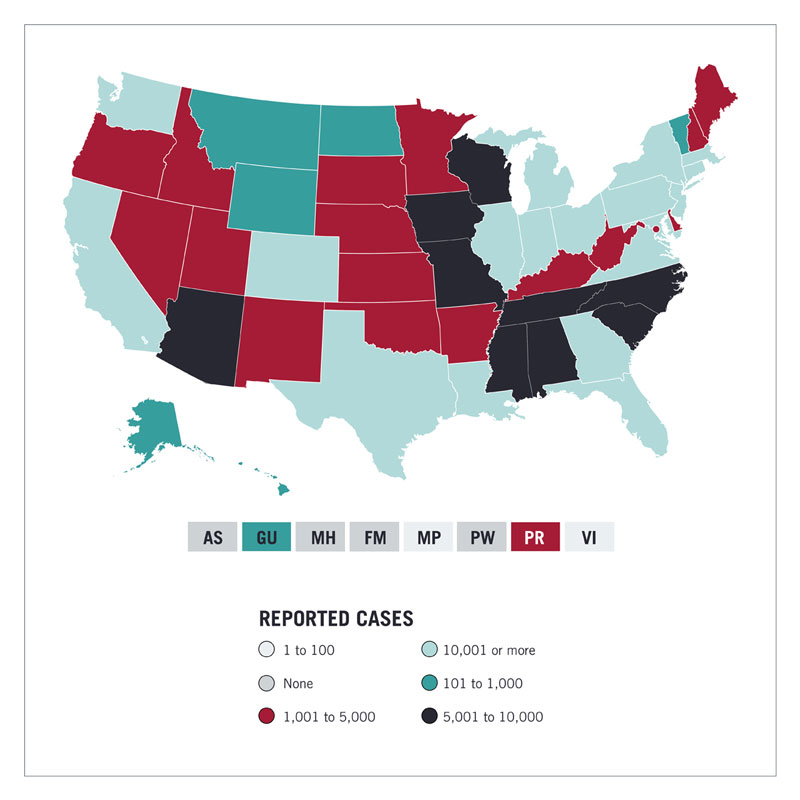 AS GU MH FM MP PW PR VI
REPORTED CASES
1 to 100 10,001 or more
None 101 to 1,000
1,001 to 5,000 5,001 to 10,000